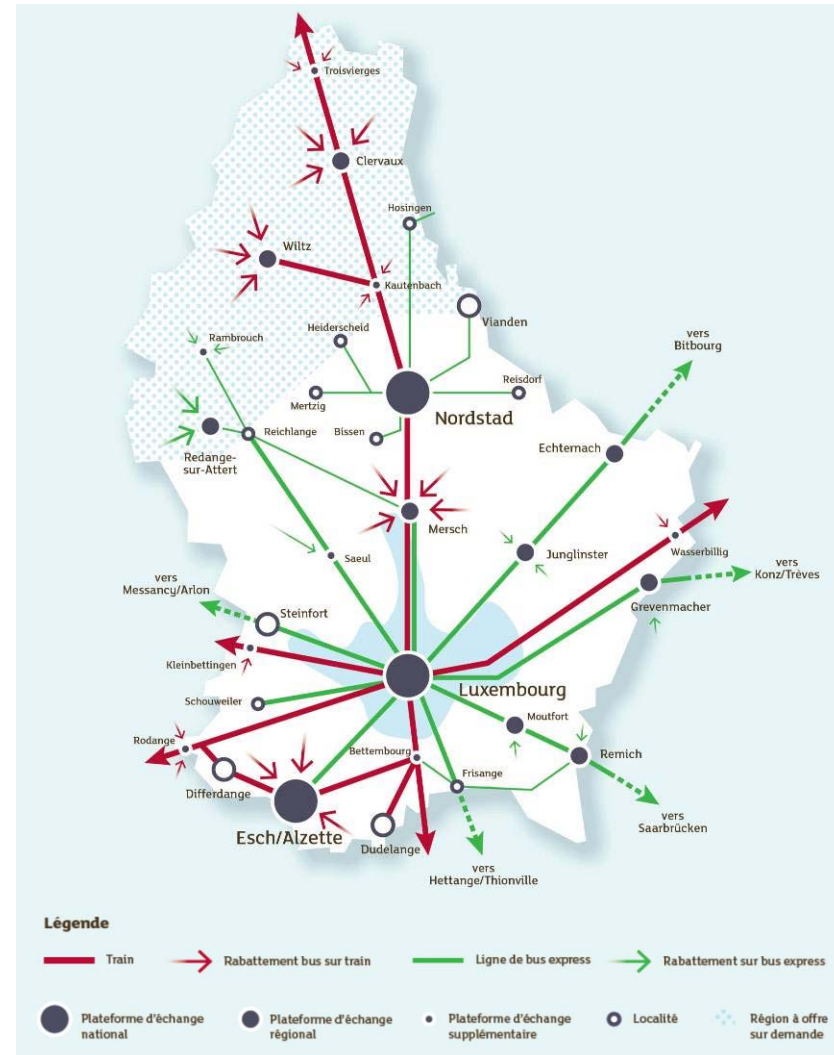 Troisvierges
Clervaux
Hosingen
Wiltz
Kautenbach
Vianden
Heiderscheid
Rambrouch
vers
Bitbourg
Mertzig
Reisdorf
Nordstad
Bissen
Reichlange
Redange-
sur-Attert
Echternach
Mersch
Junglinster
Wasserbillig
Saeul
vers
Konz/Trèves
vers
Messancy/Arlon
Steinfort
Grevenmacher
Kleinbettingen
Luxembourg
Schouweiler
Moutfort
Rodange
Bettembourg
Remich
Frisange
Differdange
Esch/Alzette
Dudelange
vers
Saarbrücken
vers
Hettange/Thionville
Légende
Train
Rabattement bus sur train
Ligne de bus express
Rabattement sur bus express
Plateforme d'échange
national
Plateforme d'échange
régional
Plateforme d'échange
supplémentaire
Localité
Région à offre
sur demande